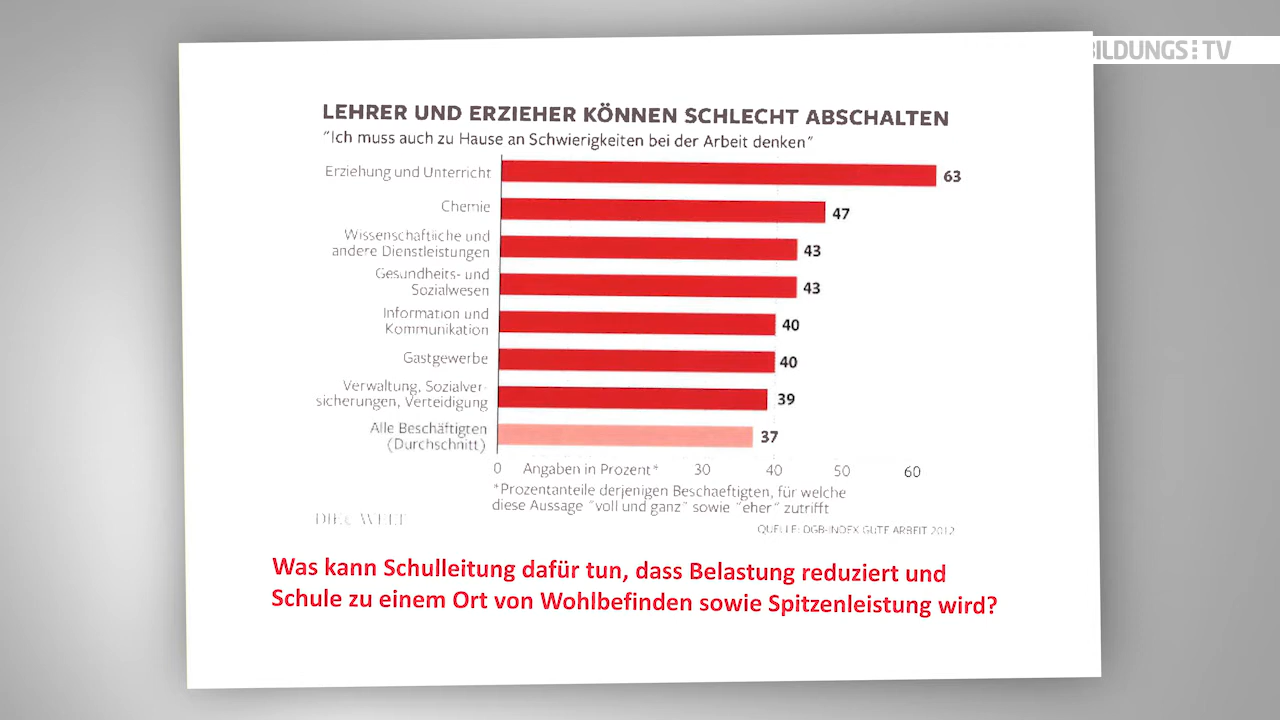 BILDUNGS TV
LEHRER UND ERZIEHER KÖNNEN SCHLECHT ABSCHALTEN
"Ich muss auch zu Hause an Schwierigkeiten bei der Arbeit denken"
Erziehung und Unterricht 63
Chemie 47
Wissenschaftliche und
andere Dienstleistungen 43
Gesundheits- und
Sozialwesen 43
Information und
Kommunikation 40
Gastgewerbe 40
Verwaltung, Sozialver-
sicherungen, Verteidigung 39
Alle Beschäftigten
(Durchschnitt) 37
0 Angaben in Prozent* 30 40 50 60
*Prozentanteile derjenigen Beschaeftigten, für welche
diese Aussage "voll und ganz" sowie "eher" zutrifft
DIE WELT
QUELLE: DGB-INDEX GUTE ARBEIT 2012
Was kann Schulleitung dafür tun, dass Belastung reduziert und
Schule zu einem Ort von Wohlbefinden sowie Spitzenleistung wird?